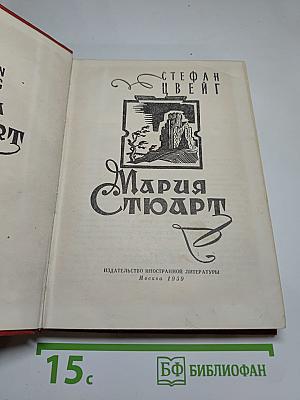 СТЕФАН
ЦВЕЙГ
МАРИЯ
СТЮАРТ
ИЗДАТЕЛЬСТВО ИНОСТРАННОЙ ЛИТЕРАТУРЫ
Москва 1959
15с
БФ БИБЛИОФАН